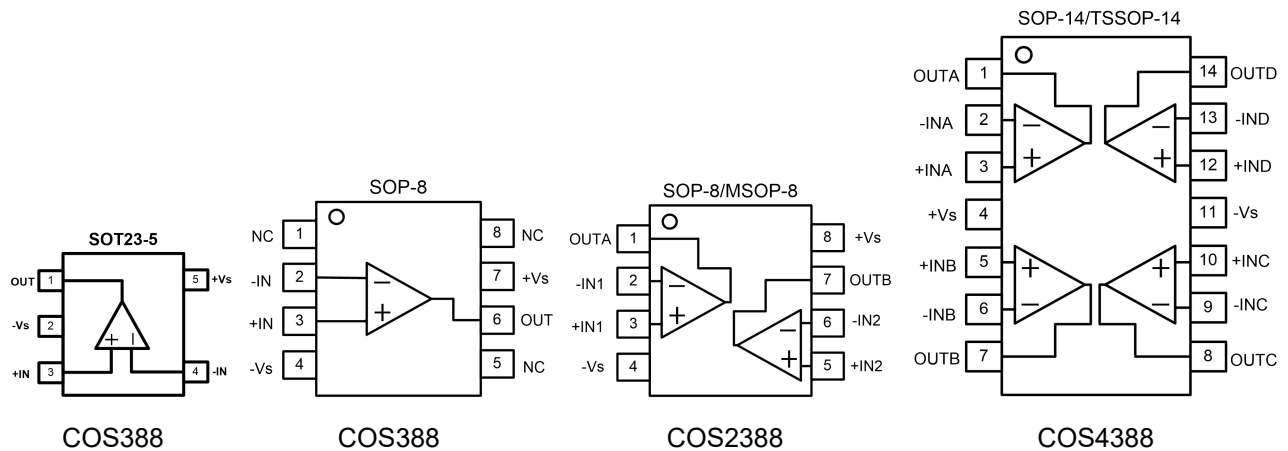 SOT23-5
OUT 1 5 +Vs
-Vs 2
+IN 3 4 -IN
+ −
COS388
SOP-8
NC 1 8 NC
-IN 2 7 +Vs
+IN 3 6 OUT
-Vs 4 5 NC
−
+
COS388
SOP-8/MSOP-8
OUTA 1 8 +Vs
-IN1 2 7 OUTB
+IN1 3 6 -IN2
-Vs 4 5 +IN2
− −
+ +
COS2388
SOP-14/TSSOP-14
OUTA 1 14 OUTD
-INA 2 − − 13 -IND
+INA 3 + + 12 +IND
+Vs 4 11 -Vs
+INB 5 + + 10 +INC
-INB 6 − − 9 -INC
OUTB 7 8 OUTC
COS4388